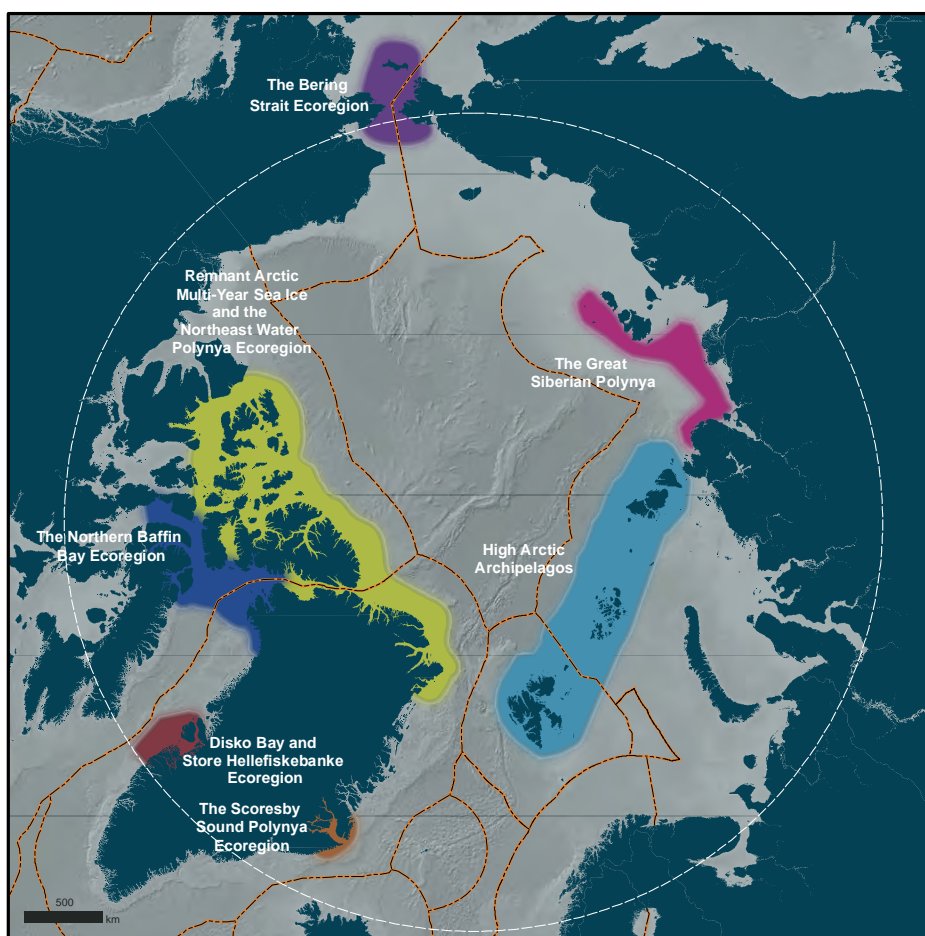 The Bering
Strait Ecoregion
Remnant Arctic
Multi-Year Sea Ice
and the
Northeast Water
Polynya Ecoregion
The Great
Siberian Polynya
The Northern Baffin
Bay Ecoregion
High Arctic
Archipelagos
Disko Bay and
Store Hellefiskebanke
Ecoregion
The Scoresby
Sound Polynya
Ecoregion
500
km